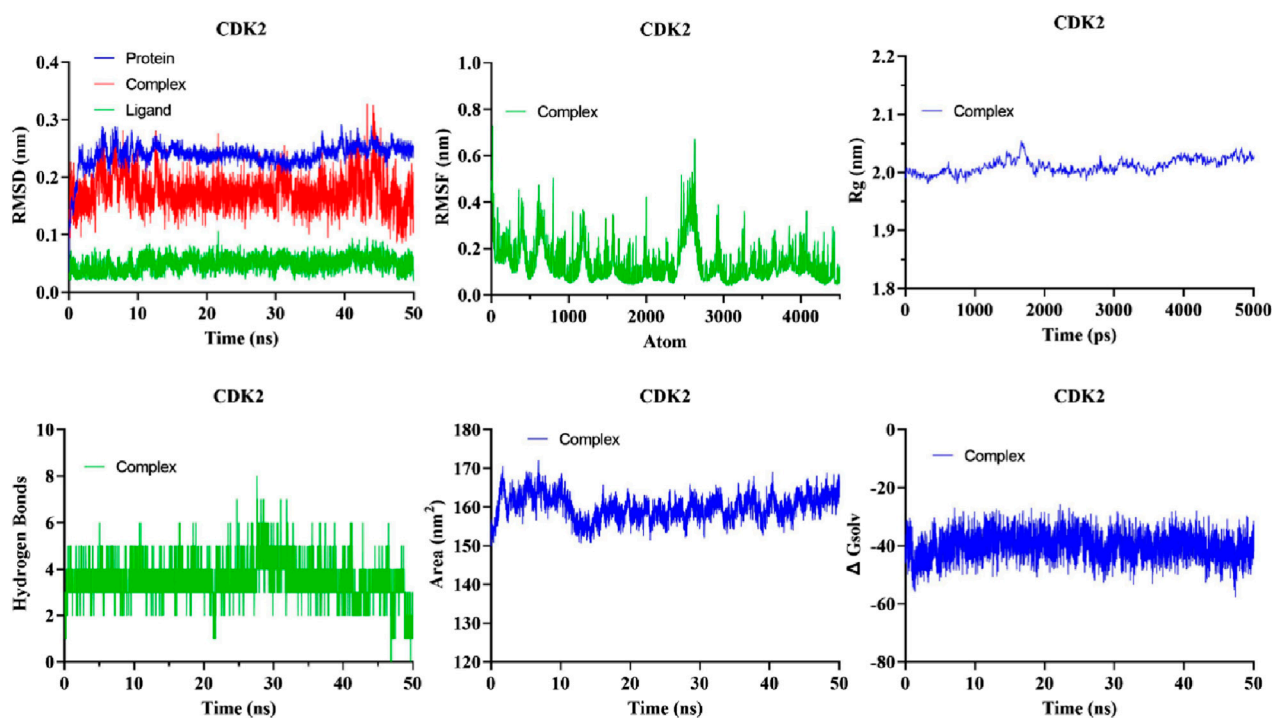 CDK2
Protein
Complex
Ligand
RMSD (nm)
0.4
0.3
0.2
0.1
0.0
0 10 20 30 40 50
Time (ns)
CDK2
Complex
RMSF (nm)
1.0
0.8
0.6
0.4
0.2
0.0
0 1000 2000 3000 4000
Atom
CDK2
Complex
Rg (nm)
2.2
2.1
2.0
1.9
1.8
0 1000 2000 3000 4000 5000
Time (ps)
CDK2
Complex
Hydrogen Bonds
10
8
6
4
2
0
0 10 20 30 40 50
Time (ns)
CDK2
Complex
Area (nm²)
180
170
160
150
140
130
120
0 10 20 30 40 50
Time (ns)
CDK2
Complex
Δ Gsolv
0
-20
-40
-60
-80
0 10 20 30 40 50
Time (ns)